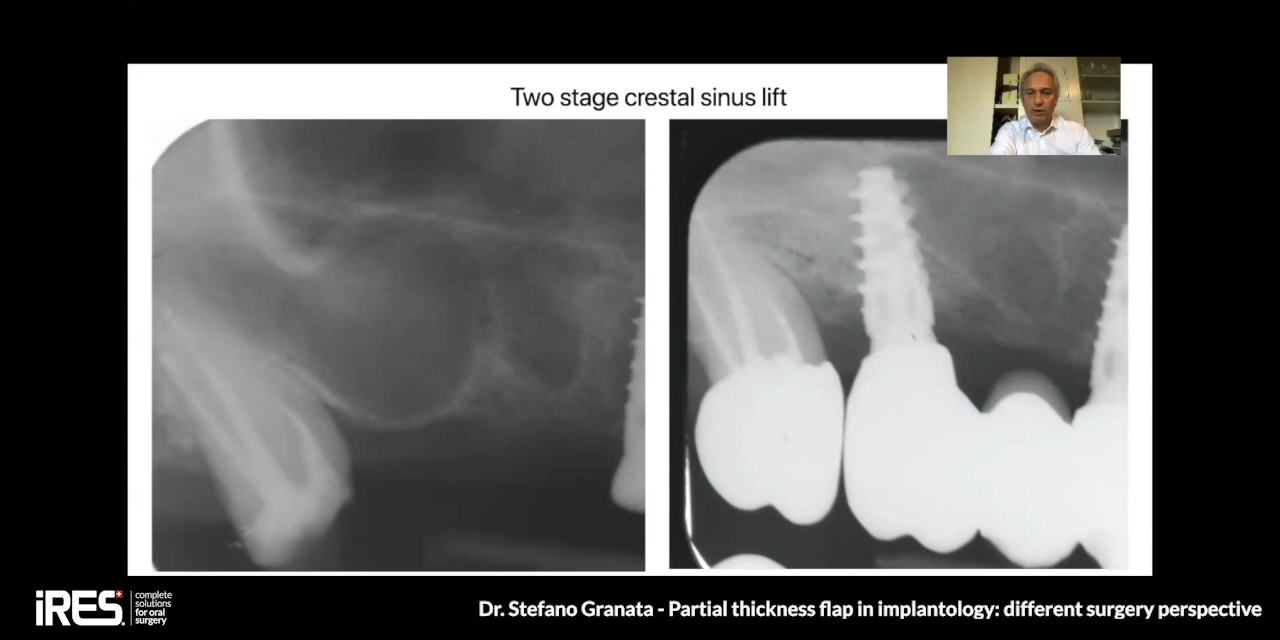 Two stage crestal sinus lift
iRES.
complete
solutions
for oral
surgery
Dr. Stefano Granata - Partial thickness flap in implantology: different surgery perspective